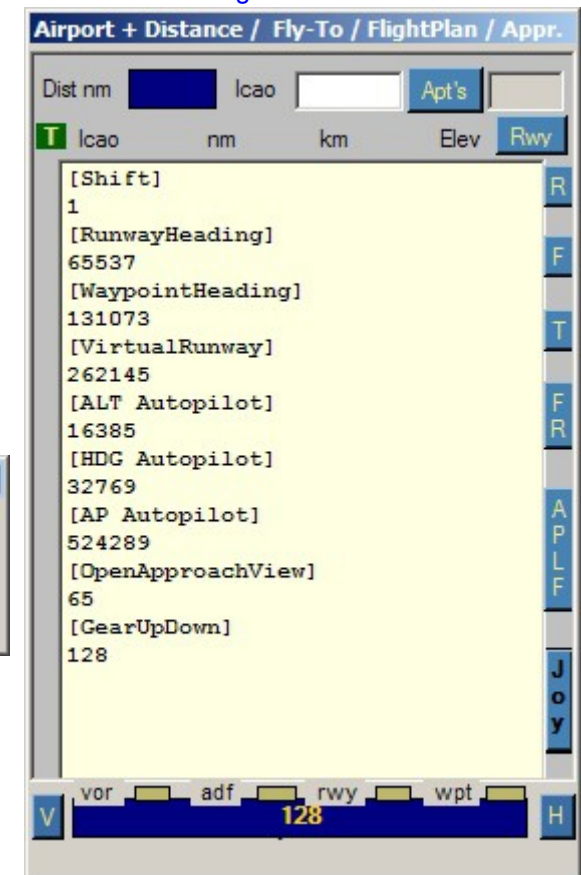 Airport + Distance / Fly-To / FlightPlan / Appr.
Dist nm Icao Apt's
T Icao nm km Elev Rwy
[Shift]
1
[RunwayHeading]
65537
[WaypointHeading]
131073
[VirtualRunway]
262145
[ALT Autopilot]
16385
[HDG Autopilot]
32769
[AP Autopilot]
524289
[OpenApproachView]
65
[GearUpDown]
128
R
F
T
F
R
A
P
L
F
J
o
y
vor adf rwy wpt
V 128 H